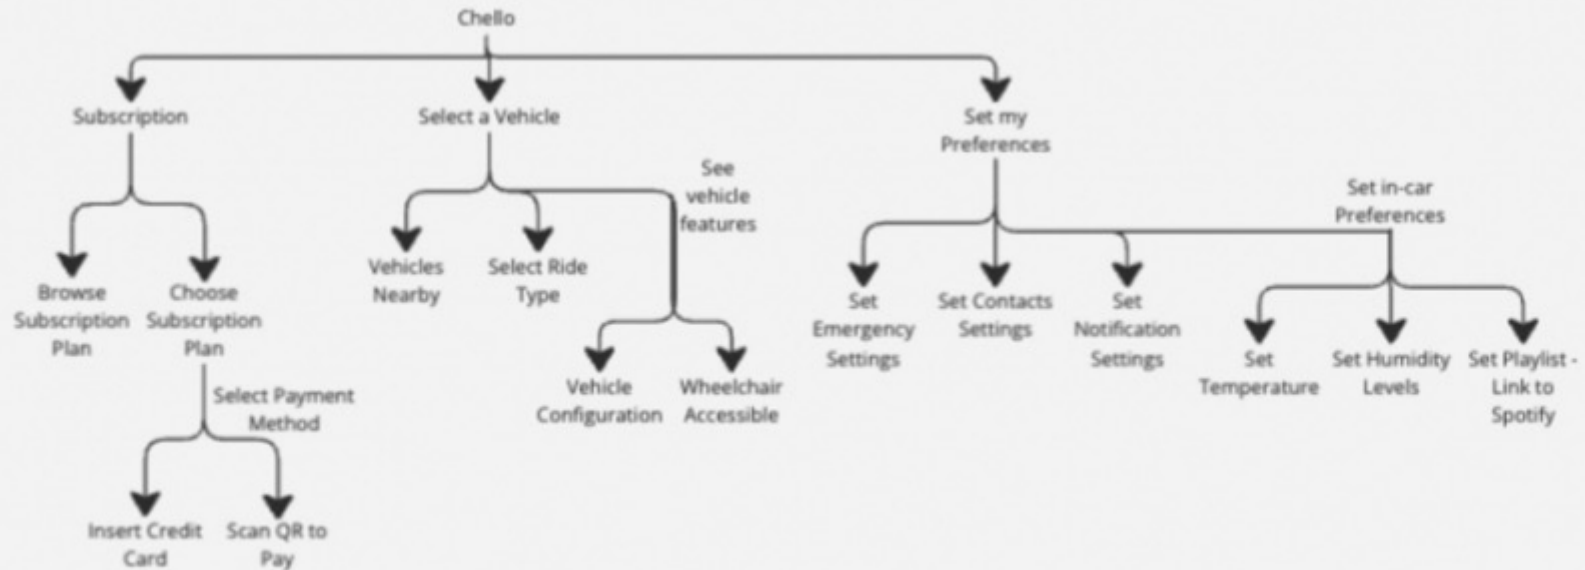 Chello
Subscription
Select a Vehicle
Set my
Preferences
See
vehicle
features
Set in-car
Preferences
Browse
Subscription
Plan
Choose
Subscription
Plan
Vehicles
Nearby
Select Ride
Type
Set
Emergency
Settings
Set Contacts
Settings
Set
Notification
Settings
Vehicle
Configuration
Wheelchair
Accessible
Set
Temperature
Set Humidity
Levels
Set Playlist -
Link to
Spotify
Select Payment
Method
Insert Credit
Card
Scan QR to
Pay